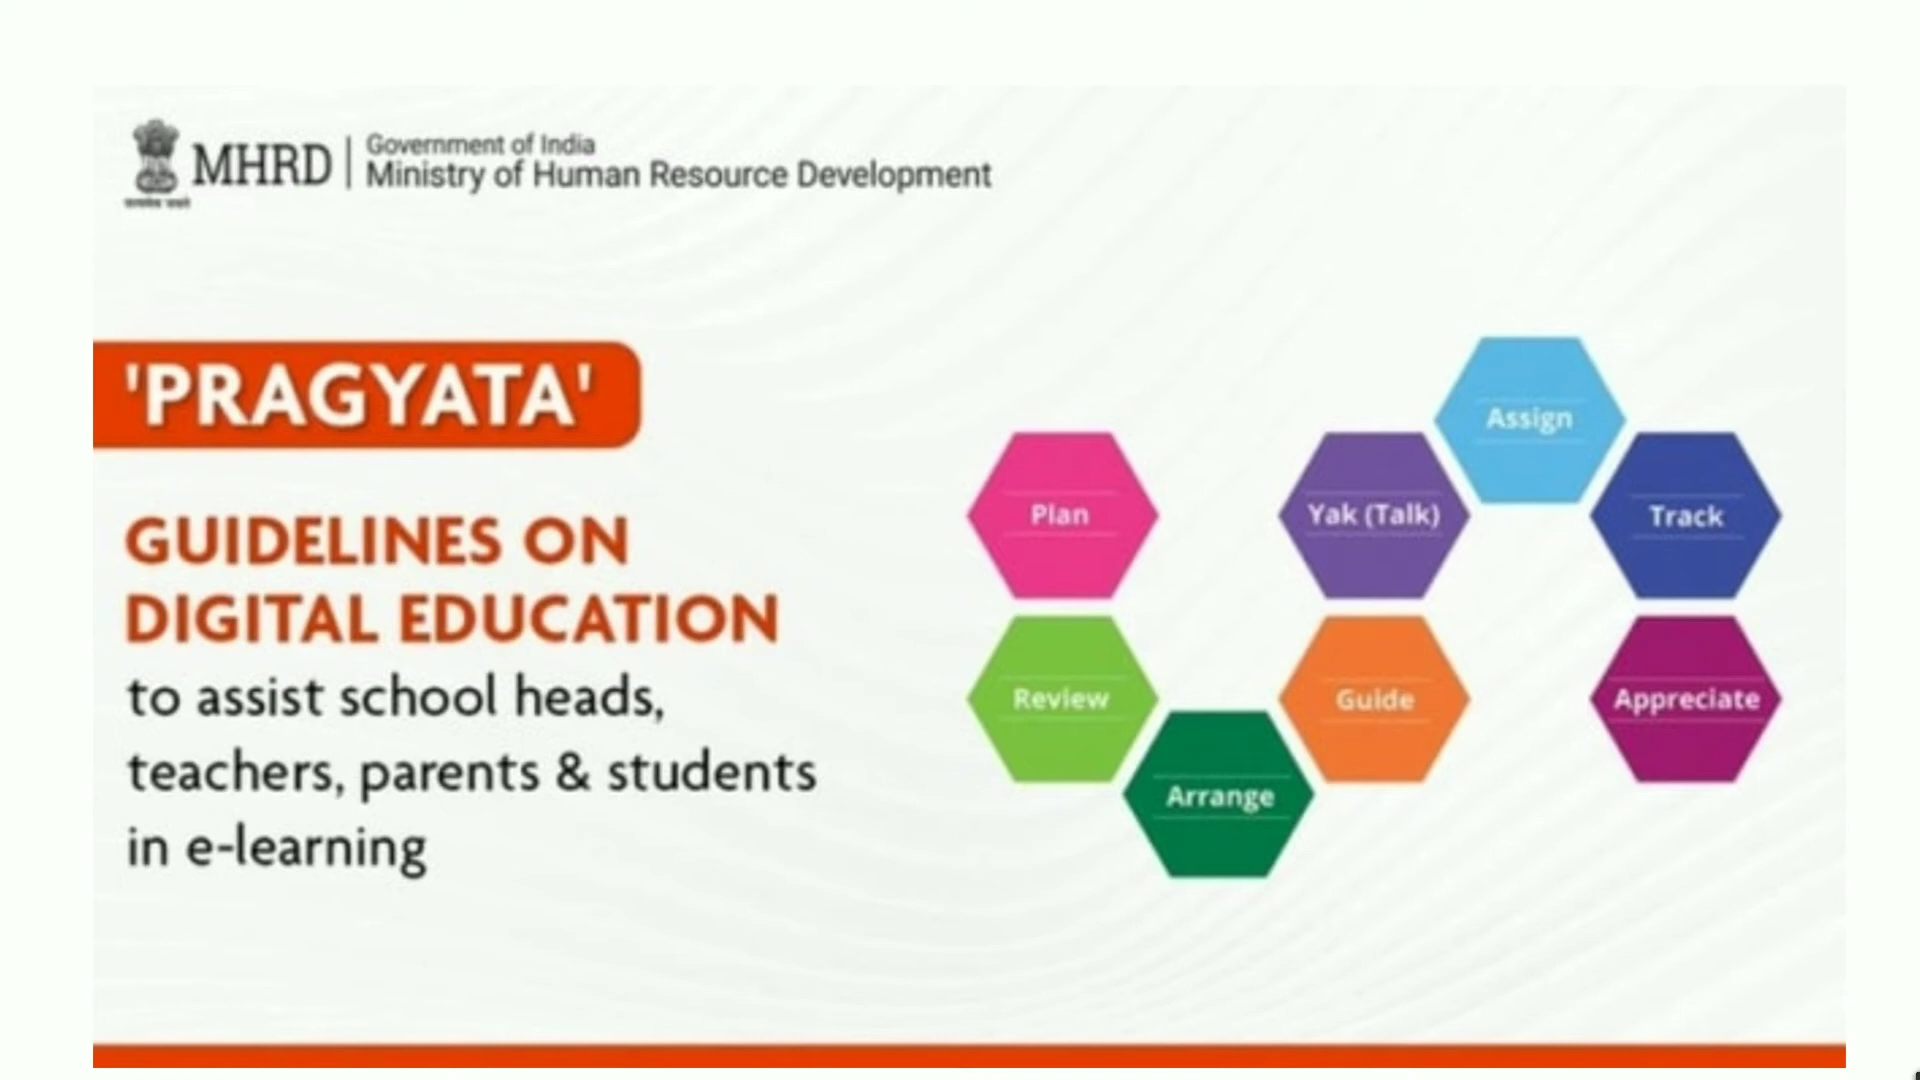 MHRD
Government of India
Ministry of Human Resource Development
'PRAGYATA'
GUIDELINES ON
DIGITAL EDUCATION
to assist school heads,
teachers, parents & students
in e-learning
Plan
Review
Arrange
Guide
Yak (Talk)
Assign
Track
Appreciate